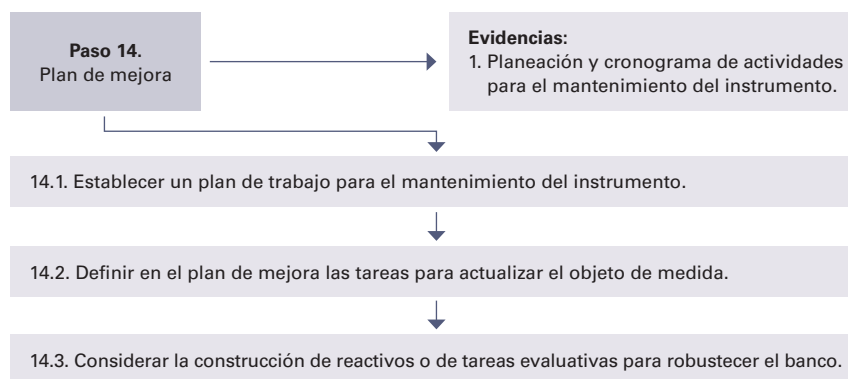 Paso 14.
Plan de mejora
Evidencias:
1. Planeación y cronograma de actividades
para el mantenimiento del instrumento.
14.1. Establecer un plan de trabajo para el mantenimiento del instrumento.
14.2. Definir en el plan de mejora las tareas para actualizar el objeto de medida.
14.3. Considerar la construcción de reactivos o de tareas evaluativas para robustecer el banco.